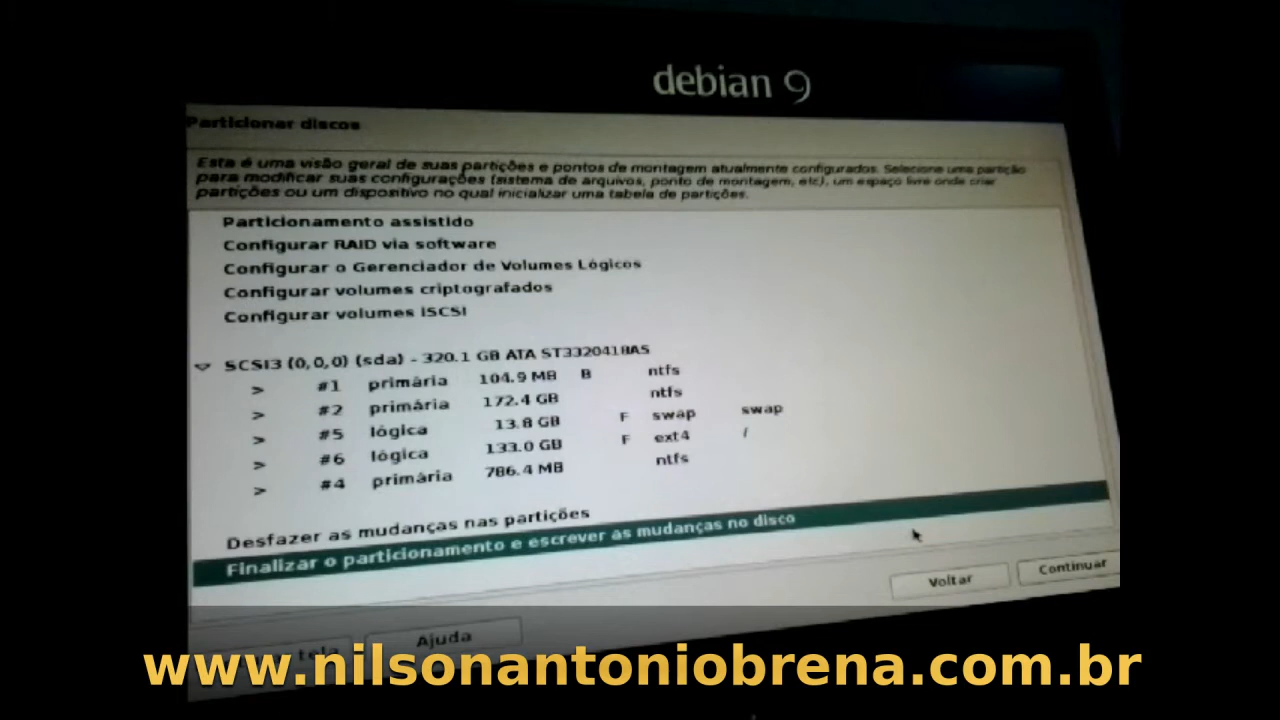 debian 9
Particionar discos
Esta é uma visão geral de suas partições e pontos de montagem atualmente configurados. Selecione uma partição
para modificar suas configurações (sistema de arquivos, ponto de montagem, etc), um espaço livre onde criar
partições ou um dispositivo no qual inicializar uma tabela de partições.
Particionamento assistido
Configurar RAID via software
Configurar o Gerenciador de Volumes Lógicos
Configurar volumes criptografados
Configurar volumes iSCSI
SCSI3 (0,0,0) (sda) - 320.1 GB ATA ST3320418AS
> #1 primária 104.9 MB B ntfs
> #2 primária 172.4 GB ntfs
> #5 lógica 13.8 GB F swap swap
> #6 lógica 133.0 GB F ext4 /
> #4 primária 786.4 MB ntfs
Desfazer as mudanças nas partições
Finalizar o particionamento e escrever as mudanças no disco
Voltar
Continuar
tela
Ajuda
www.nilsonantoniobrena.com.br